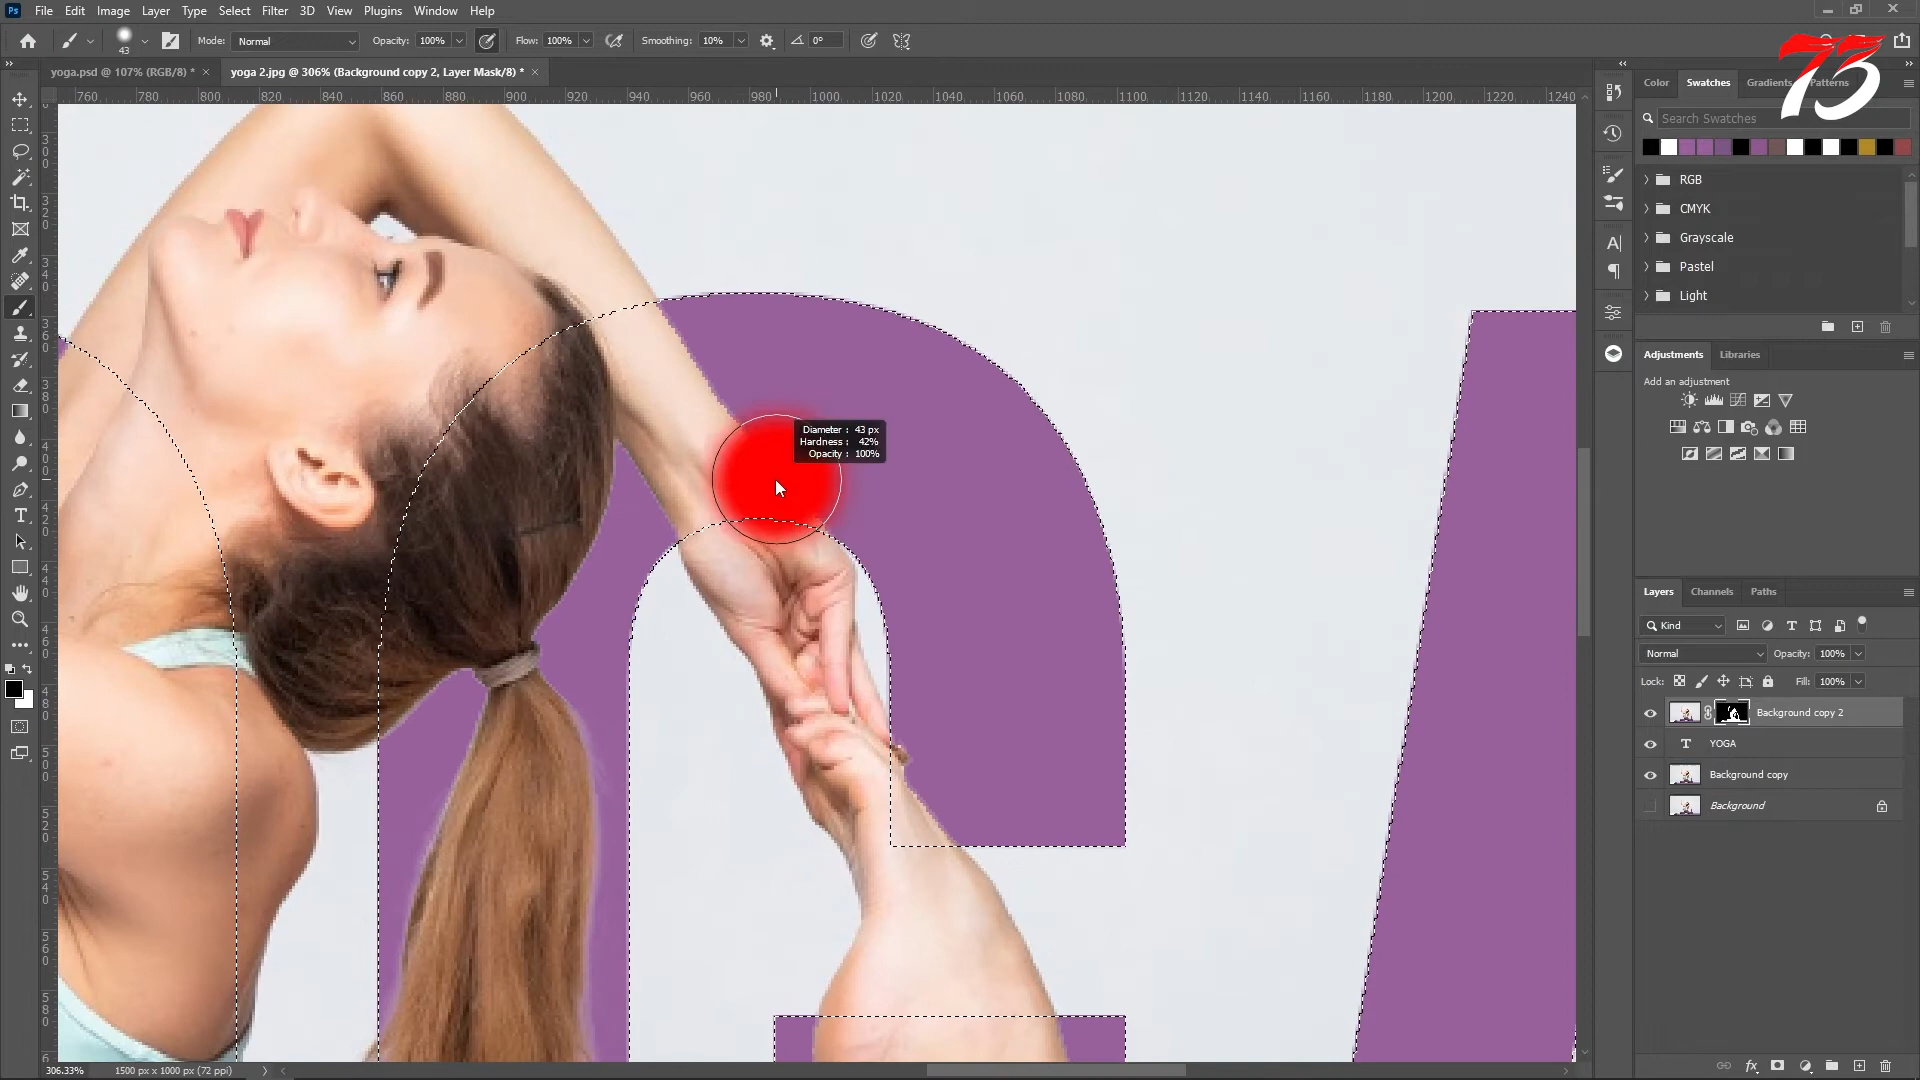 Ps File Edit Image Layer Type Select Filter 3D View Plugins Window Help
43 Mode: Normal Opacity: 100% Flow: 100% Smoothing: 10% 0°
73
yoga.psd @ 107% (RGB/8) * × yoga 2.jpg @ 306% (Background copy 2, Layer Mask/8) * ×
760 780 800 820 840 860 880 900 920 940 960 980 1000 1020 1040 1060 1080 1100 1120 1140 1160 1180 1200 1220 1240
Color Swatches Gradients Patterns
Search Swatches
RGB
CMYK
Grayscale
Pastel
Light
Adjustments Libraries
Add an adjustment
Diameter : 43 px
Hardness : 42%
Opacity : 100%
Layers Channels Paths
Kind
Normal Opacity: 100%
Lock: Fill: 100%
Background copy 2
T YOGA
Background copy
Background
306.33% 1500 px x 1000 px (72 ppi)